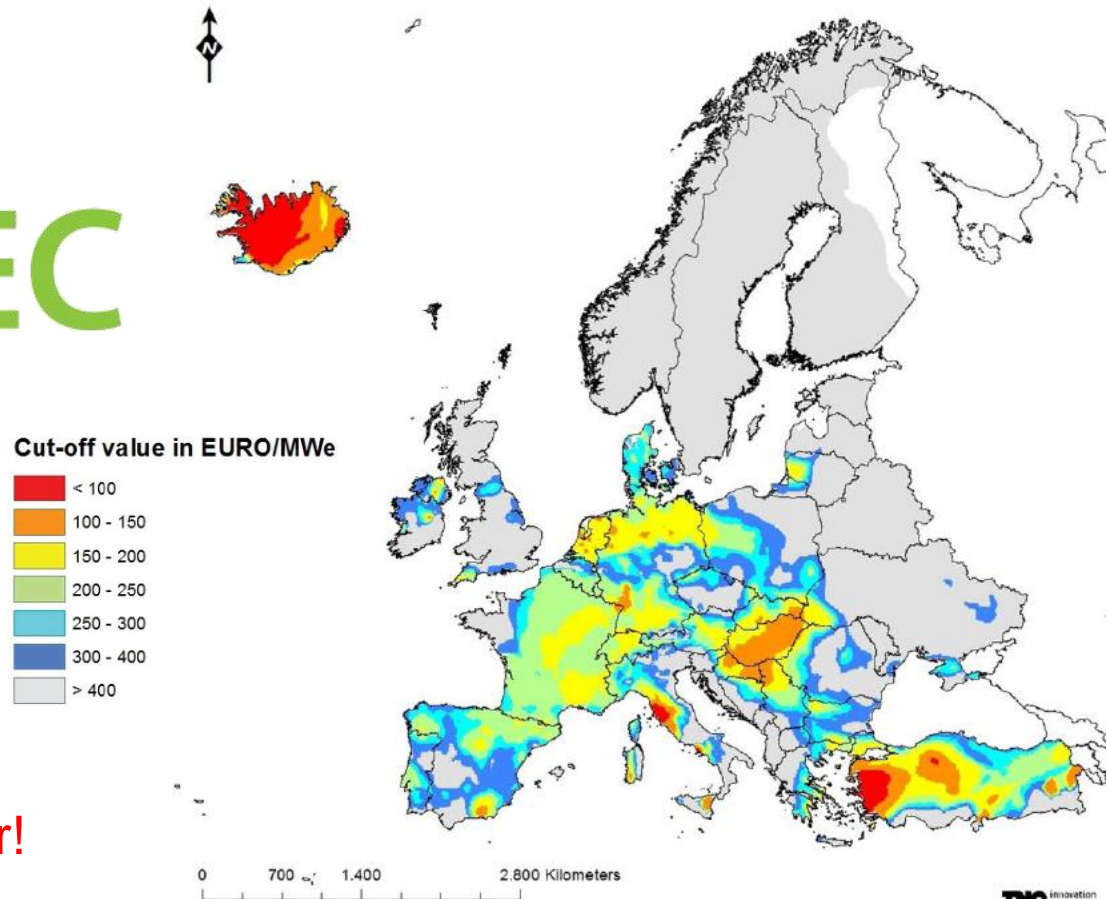 N
EC
Cut-off value in EURO/MWe
< 100
100 - 150
150 - 200
200 - 250
250 - 300
300 - 400
> 400
r!
0 700 1.400 2.800 Kilometers
innovation